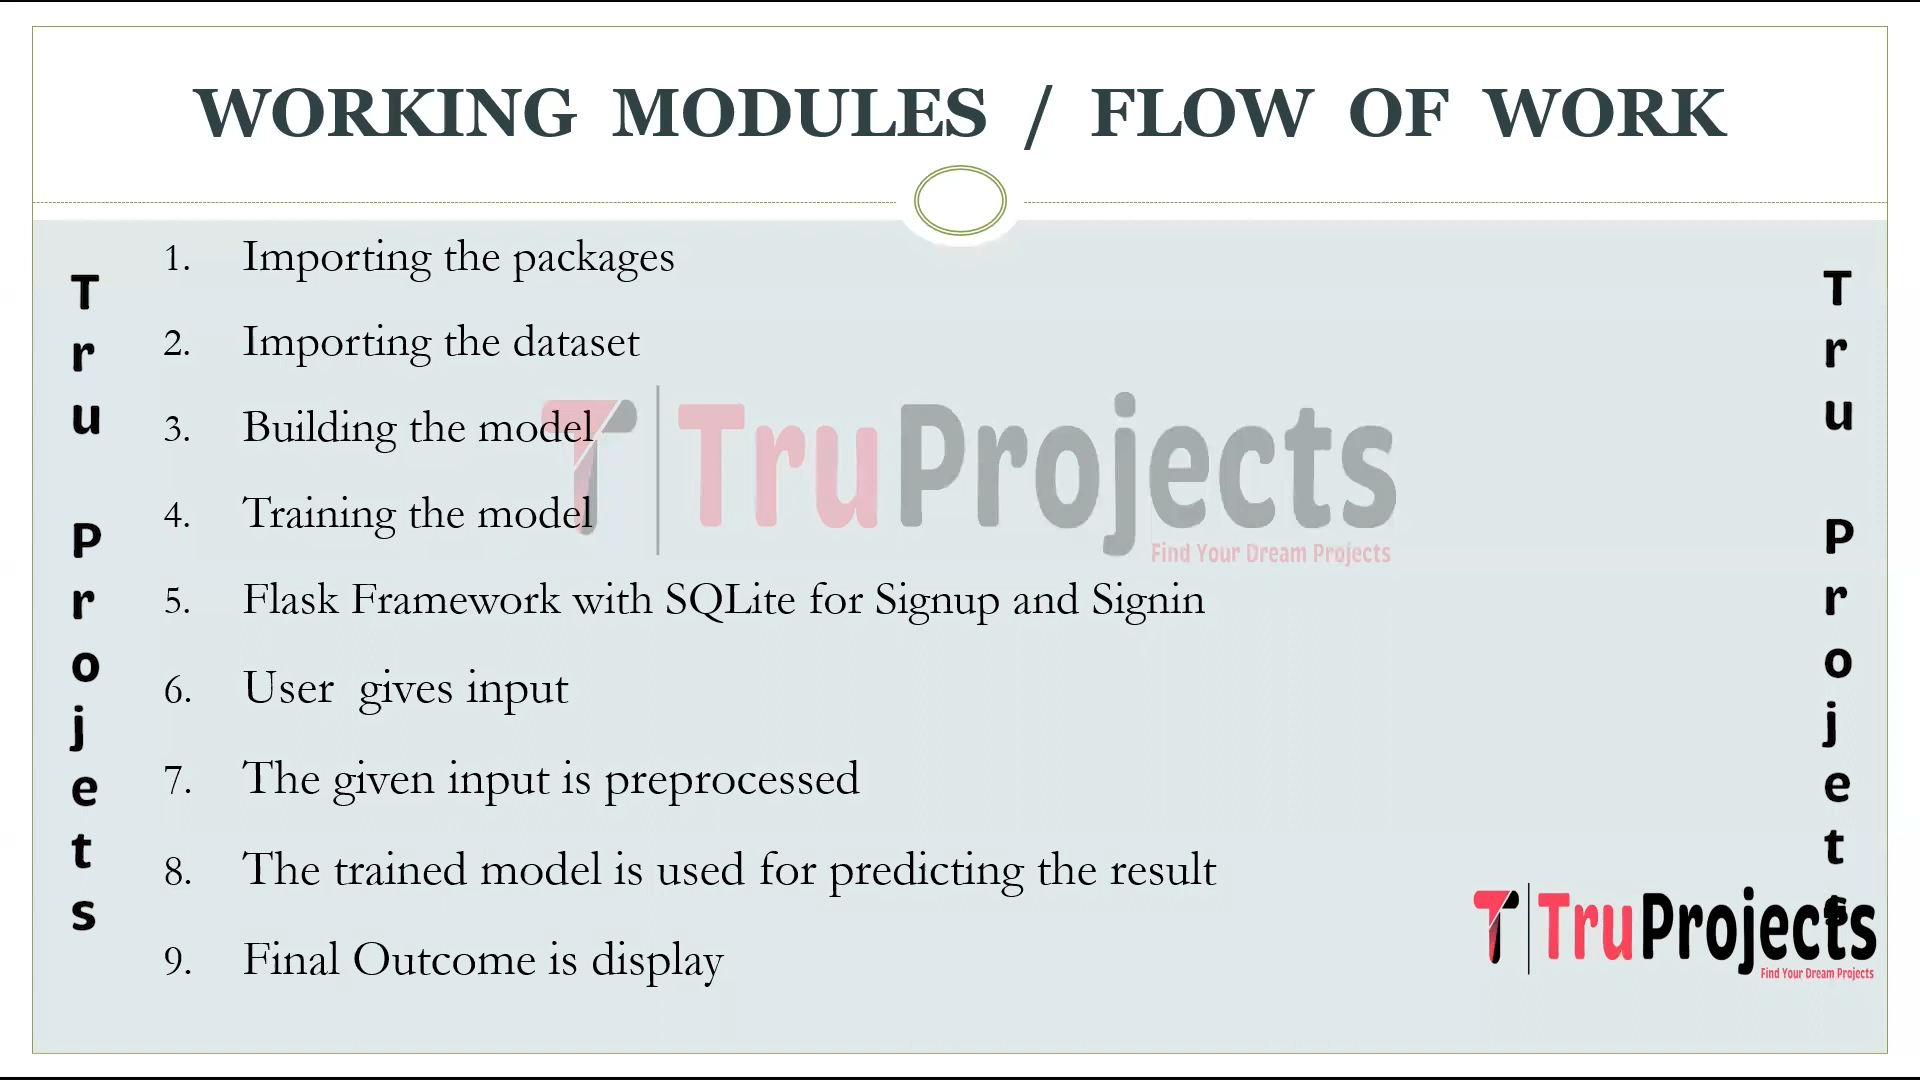 WORKING MODULES / FLOW OF WORK
1. Importing the packages
2. Importing the dataset
3. Building the model
4. Training the model
5. Flask Framework with SQLite for Signup and Signin
6. User gives input
7. The given input is preprocessed
8. The trained model is used for predicting the result
9. Final Outcome is display
Tru Projets
TruProjects
Find Your Dream Projects
Tru Projets
TruProjects
Find Your Dream Projects